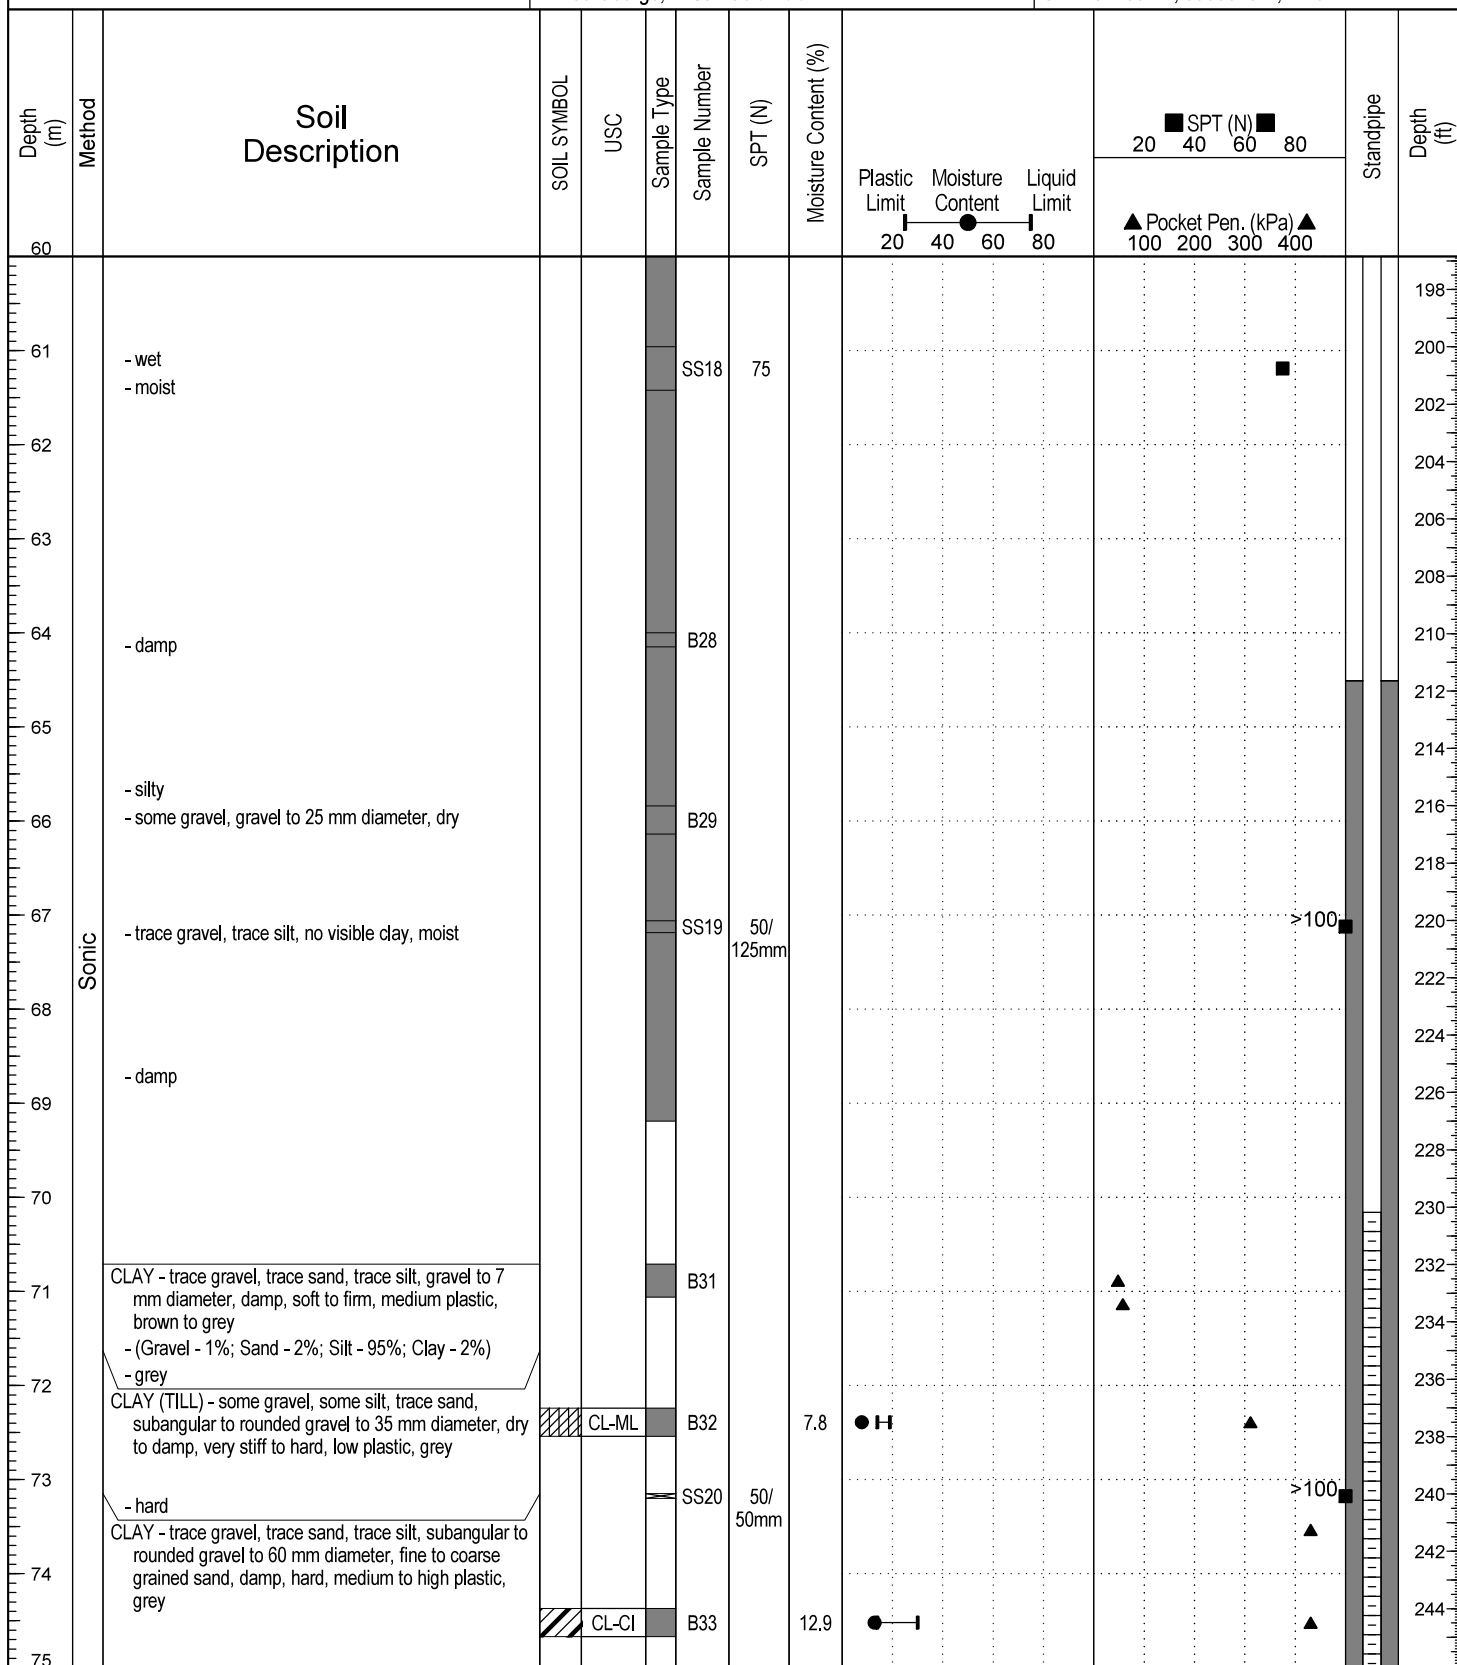 Depth (m)
Method
Soil Description
SOIL SYMBOL
USC
Sample Type
Sample Number
SPT (N)
Moisture Content (%)
Plastic Limit
Moisture Content
Liquid Limit
20 40 60 80
■ SPT (N) ■
20 40 60 80
▲ Pocket Pen. (kPa) ▲
100 200 300 400
Standpipe
Depth (ft)
60
198
61
- wet
SS18 75
200
- moist
202
62
204
63
206
208
64
- damp
B28
210
212
65
214
- silty
216
66
- some gravel, gravel to 25 mm diameter, dry
B29
218
67
- trace gravel, trace silt, no visible clay, moist
SS19 50/
125mm
>100
220
Sonic
222
68
224
- damp
226
69
228
70
230
CLAY - trace gravel, trace sand, trace silt, gravel to 7
mm diameter, damp, soft to firm, medium plastic,
brown to grey
71
B31
232
234
- (Gravel - 1%; Sand - 2%; Silt - 95%; Clay - 2%)
- grey
72
236
CLAY (TILL) - some gravel, some silt, trace sand,
subangular to rounded gravel to 35 mm diameter, dry
to damp, very stiff to hard, low plastic, grey
CL-ML B32 7.8
238
73
- hard
SS20 50/
50mm
>100
240
CLAY - trace gravel, trace sand, trace silt, subangular to
rounded gravel to 60 mm diameter, fine to coarse
grained sand, damp, hard, medium to high plastic,
grey
242
74
CL-CI B33 12.9
244
75